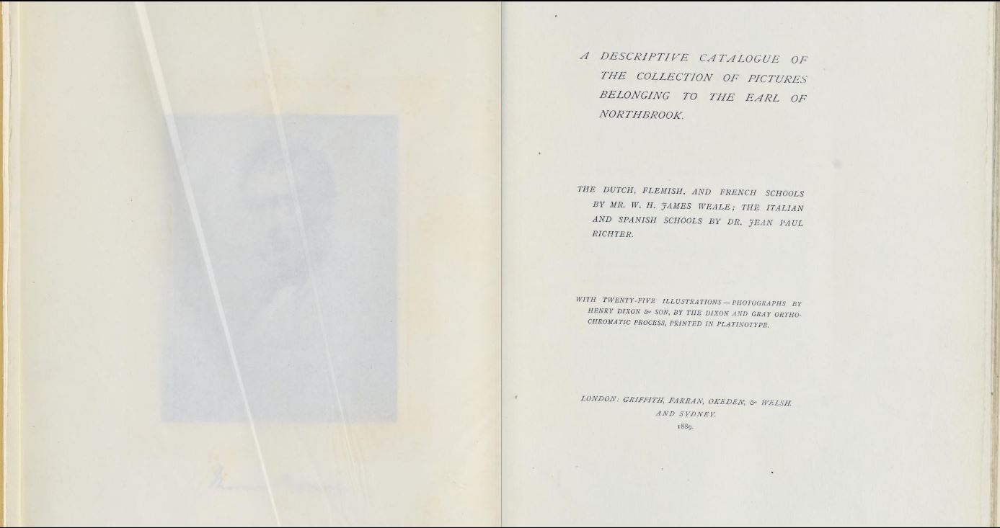 A DESCRIPTIVE CATALOGUE OF
THE COLLECTION OF PICTURES
BELONGING TO THE EARL OF
NORTHBROOK.
THE DUTCH, FLEMISH, AND FRENCH SCHOOLS
BY MR. W. H. JAMES WEALE; THE ITALIAN
AND SPANISH SCHOOLS BY DR. JEAN PAUL
RICHTER.
WITH TWENTY-FIVE ILLUSTRATIONS — PHOTOGRAPHS BY
HENRY DIXON & SON, BY THE DIXON AND GRAY ORTHO-
CHROMATIC PROCESS, PRINTED IN PLATINOTYPE.
LONDON: GRIFFITH, FARRAN, OKEDEN, & WELSH.
AND SYDNEY.
1889.